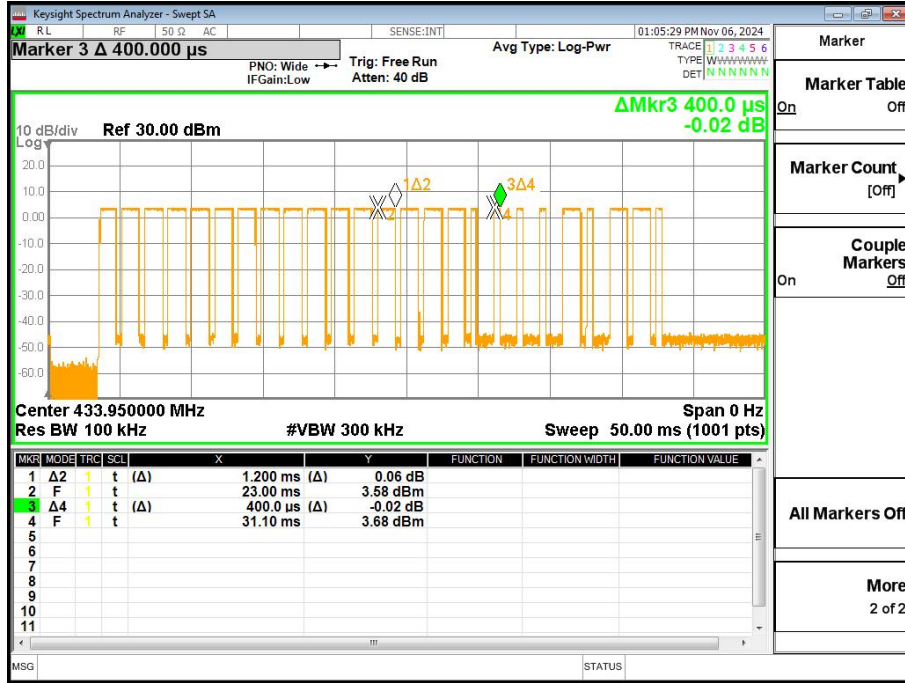 Keysight Spectrum Analyzer - Swept SA
LXI RL RF 50 Ω AC SENSE:INT 01:05:29 PM Nov 06, 2024
Marker 3 Δ 400.000 µs
PNO: Wide
IFGain:Low
Trig: Free Run
Atten: 40 dB
Avg Type: Log-Pwr
TRACE 1 2 3 4 5 6
TYPE WWWWWW
DET N N N N N N
ΔMkr3 400.0 µs
-0.02 dB
10 dB/div Ref 30.00 dBm
Log
20.0
10.0
0.00
-10.0
-20.0
-30.0
-40.0
-50.0
-60.0
1Δ2
2
3Δ4
4
Center 433.950000 MHz Span 0 Hz
Res BW 100 kHz #VBW 300 kHz Sweep 50.00 ms (1001 pts)
MKR MODE TRC SCL X Y FUNCTION FUNCTION WIDTH FUNCTION VALUE
1 Δ2 1 t (Δ) 1.200 ms (Δ) 0.06 dB
2 F 1 t 23.00 ms 3.58 dBm
3 Δ4 1 t (Δ) 400.0 µs (Δ) -0.02 dB
4 F 1 t 31.10 ms 3.68 dBm
5
6
7
8
9
10
11
MSG STATUS
Marker
Marker Table
On Off
Marker Count
[Off]
Couple
Markers
On Off
All Markers Off
More
2 of 2